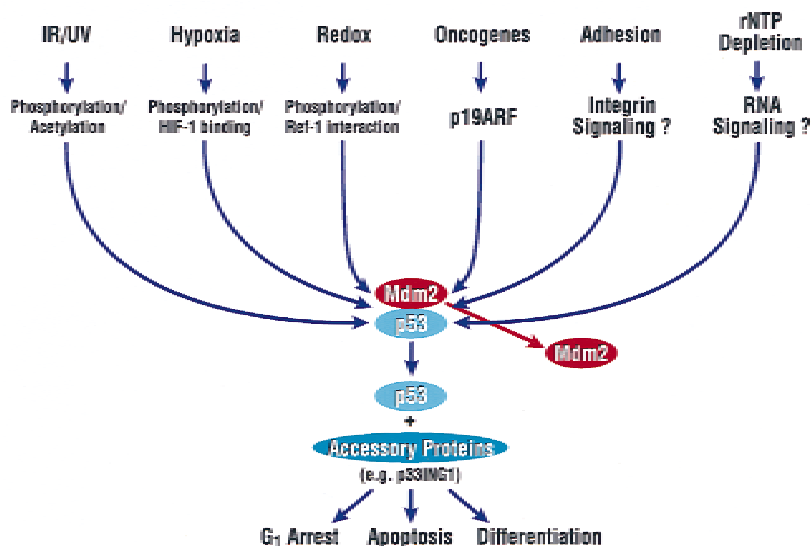 IR/UV
Hypoxia
Redox
Oncogenes
Adhesion
rNTP
Depletion
Phosphorylation/
Acetylation
Phosphorylation/
HIF-1 binding
Phosphorylation/
Ref-1 interaction
p19ARF
Integrin
Signaling ?
RNA
Signaling ?
Mdm2
p53
Mdm2
p53
+
Accessory Proteins
(e.g. p33ING1)
G₁ Arrest
Apoptosis
Differentiation